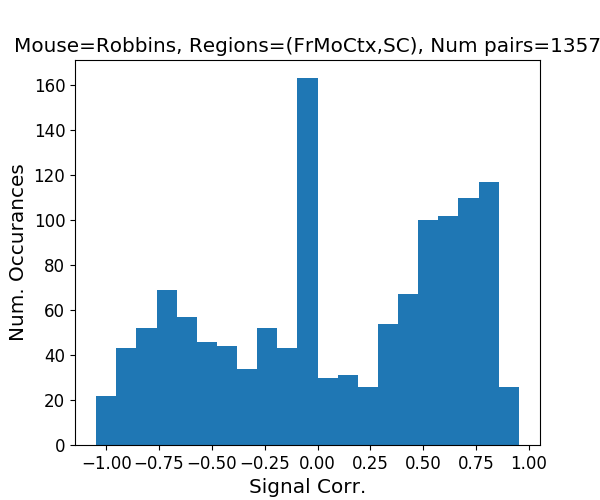 Mouse=Robbins, Regions=(FrMoCtx,SC), Num pairs=1357
160
140
120
100
80
60
40
20
0
Num. Occurances
−1.00 −0.75 −0.50 −0.25 0.00 0.25 0.50 0.75 1.00
Signal Corr.